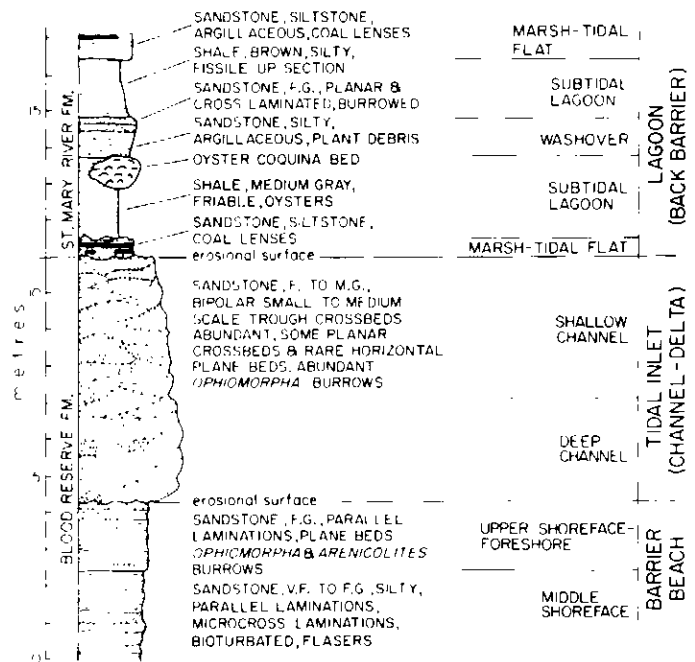 SANDSTONE, SILTSTONE,
ARGILLACEOUS, COAL LENSES
SHALE, BROWN, SILTY,
FISSILE UP SECTION
SANDSTONE, F.G., PLANAR &
CROSS LAMINATED, BURROWED
SANDSTONE, SILTY,
ARGILLACEOUS, PLANT DEBRIS
OYSTER COQUINA BED
SHALE, MEDIUM GRAY,
FRIABLE, OYSTERS
SANDSTONE, SILTSTONE,
COAL LENSES
erosional surface
SANDSTONE, F. TO M.G.,
BIPOLAR SMALL TO MEDIUM
SCALE TROUGH CROSSBEDS
ABUNDANT, SOME PLANAR
CROSSBEDS & RARE HORIZONTAL
PLANE BEDS, ABUNDANT
OPHIOMORPHA BURROWS
erosional surface
SANDSTONE, F.G., PARALLEL
LAMINATIONS, PLANE BEDS
OPHIOMORPHA & ARENICOLITES
BURROWS
SANDSTONE, V.F. TO F.G., SILTY,
PARALLEL LAMINATIONS,
MICROCROSS LAMINATIONS,
BIOTURBATED, FLASERS
MARSH-TIDAL
FLAT
SUBTIDAL
LAGOON
WASHOVER
SUBTIDAL
LAGOON
MARSH-TIDAL FLAT
SHALLOW
CHANNEL
DEEP
CHANNEL
UPPER SHOREFACE-
FORESHORE
MIDDLE
SHOREFACE
LAGOON
(BACK BARRIER)
TIDAL INLET
(CHANNEL-DELTA)
BARRIER
BEACH
ST. MARY RIVER FM.
BLOOD RESERVE FM.
metres
15
10
5
0